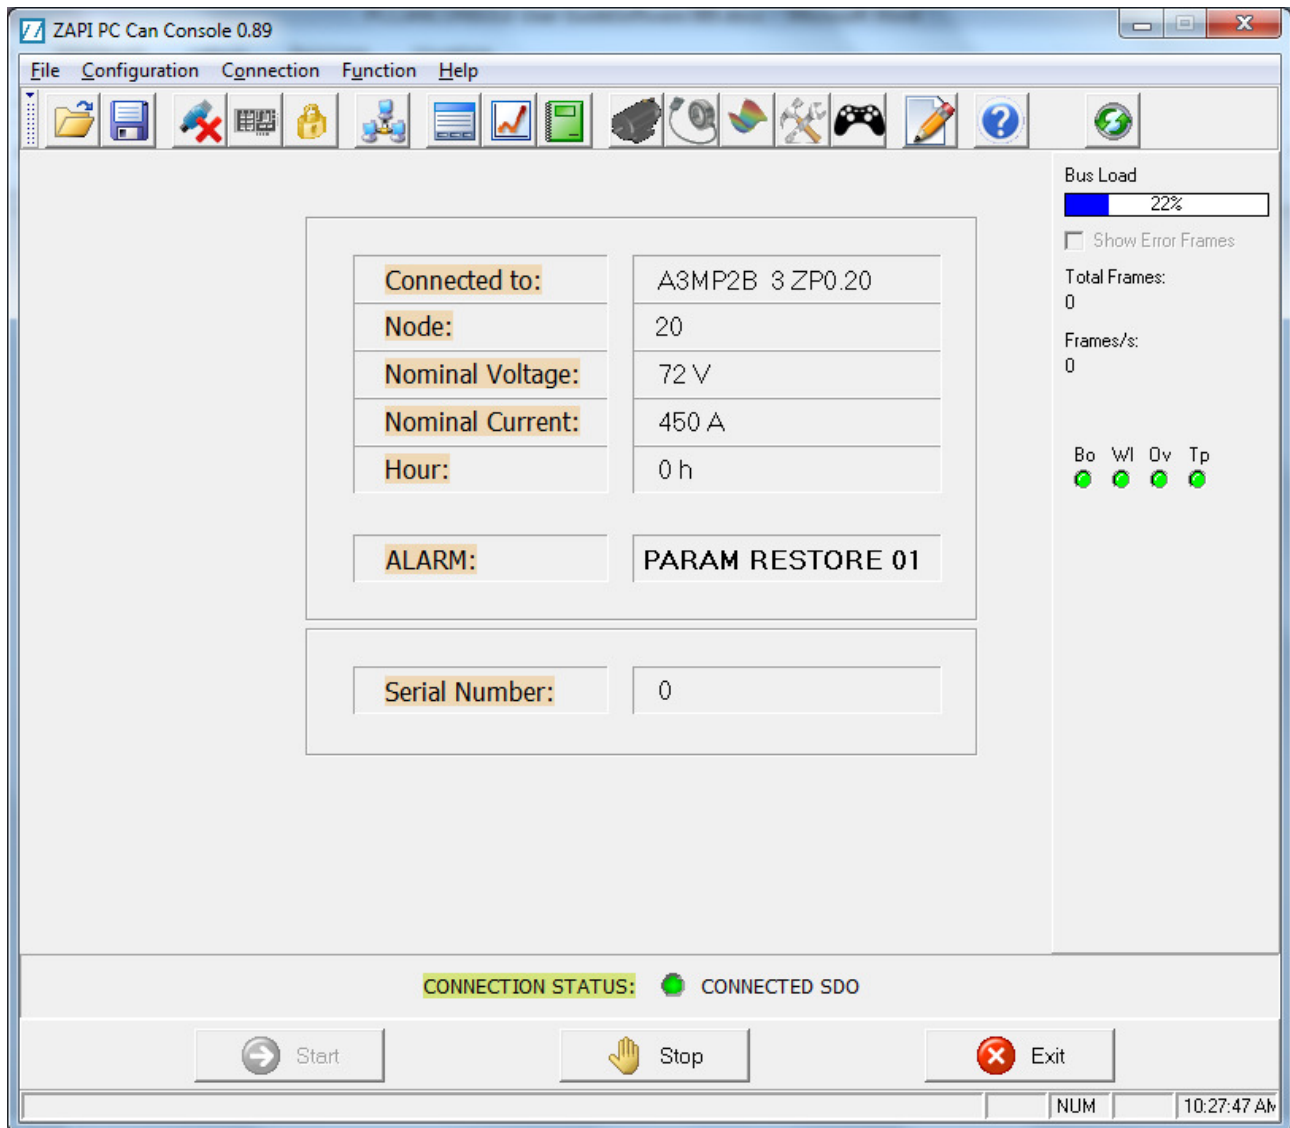 ZAPI PC Can Console 0.89
File Configuration Connection Function Help
Bus Load
22%
Show Error Frames
Total Frames:
0
Frames/s:
0
Bo Wl Ov Tp
Connected to: A3MP2B 3 ZP0.20
Node: 20
Nominal Voltage: 72 V
Nominal Current: 450 A
Hour: 0 h
ALARM: PARAM RESTORE 01
Serial Number: 0
CONNECTION STATUS: CONNECTED SDO
Start Stop Exit
NUM 10:27:47 AM